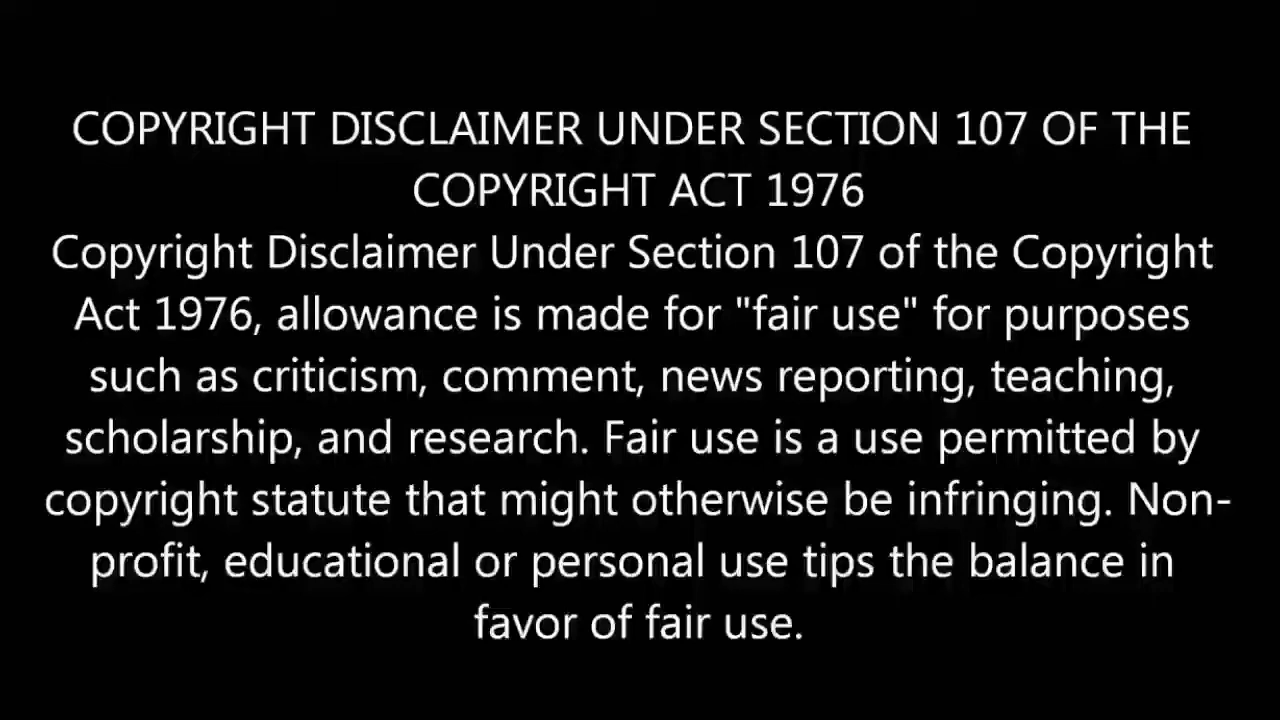 COPYRIGHT DISCLAIMER UNDER SECTION 107 OF THE
COPYRIGHT ACT 1976
Copyright Disclaimer Under Section 107 of the Copyright
Act 1976, allowance is made for "fair use" for purposes
such as criticism, comment, news reporting, teaching,
scholarship, and research. Fair use is a use permitted by
copyright statute that might otherwise be infringing. Non-
profit, educational or personal use tips the balance in
favor of fair use.